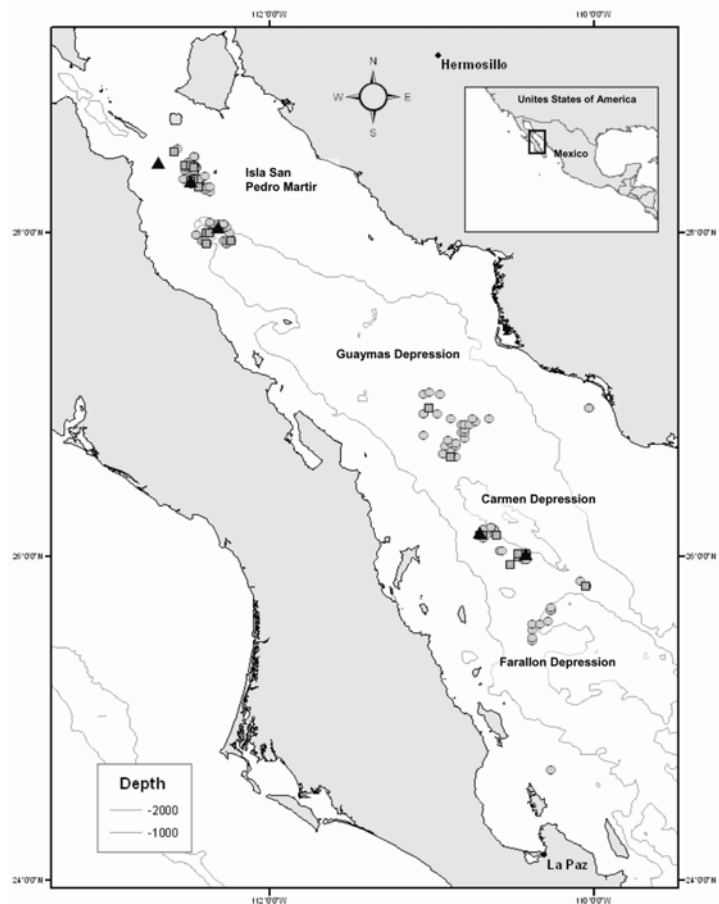 112°0'0"W 110°0'0"W
Hermosillo
N
W E
S
Unites States of America
Mexico
Isla San
Pedro Martir
28°0'0"N 28°0'0"N
Guaymas Depression
Carmen Depression
26°0'0"N 26°0'0"N
Farallon Depression
Depth
-2000
-1000
La Paz
24°0'0"N 24°0'0"N
112°0'0"W 110°0'0"W